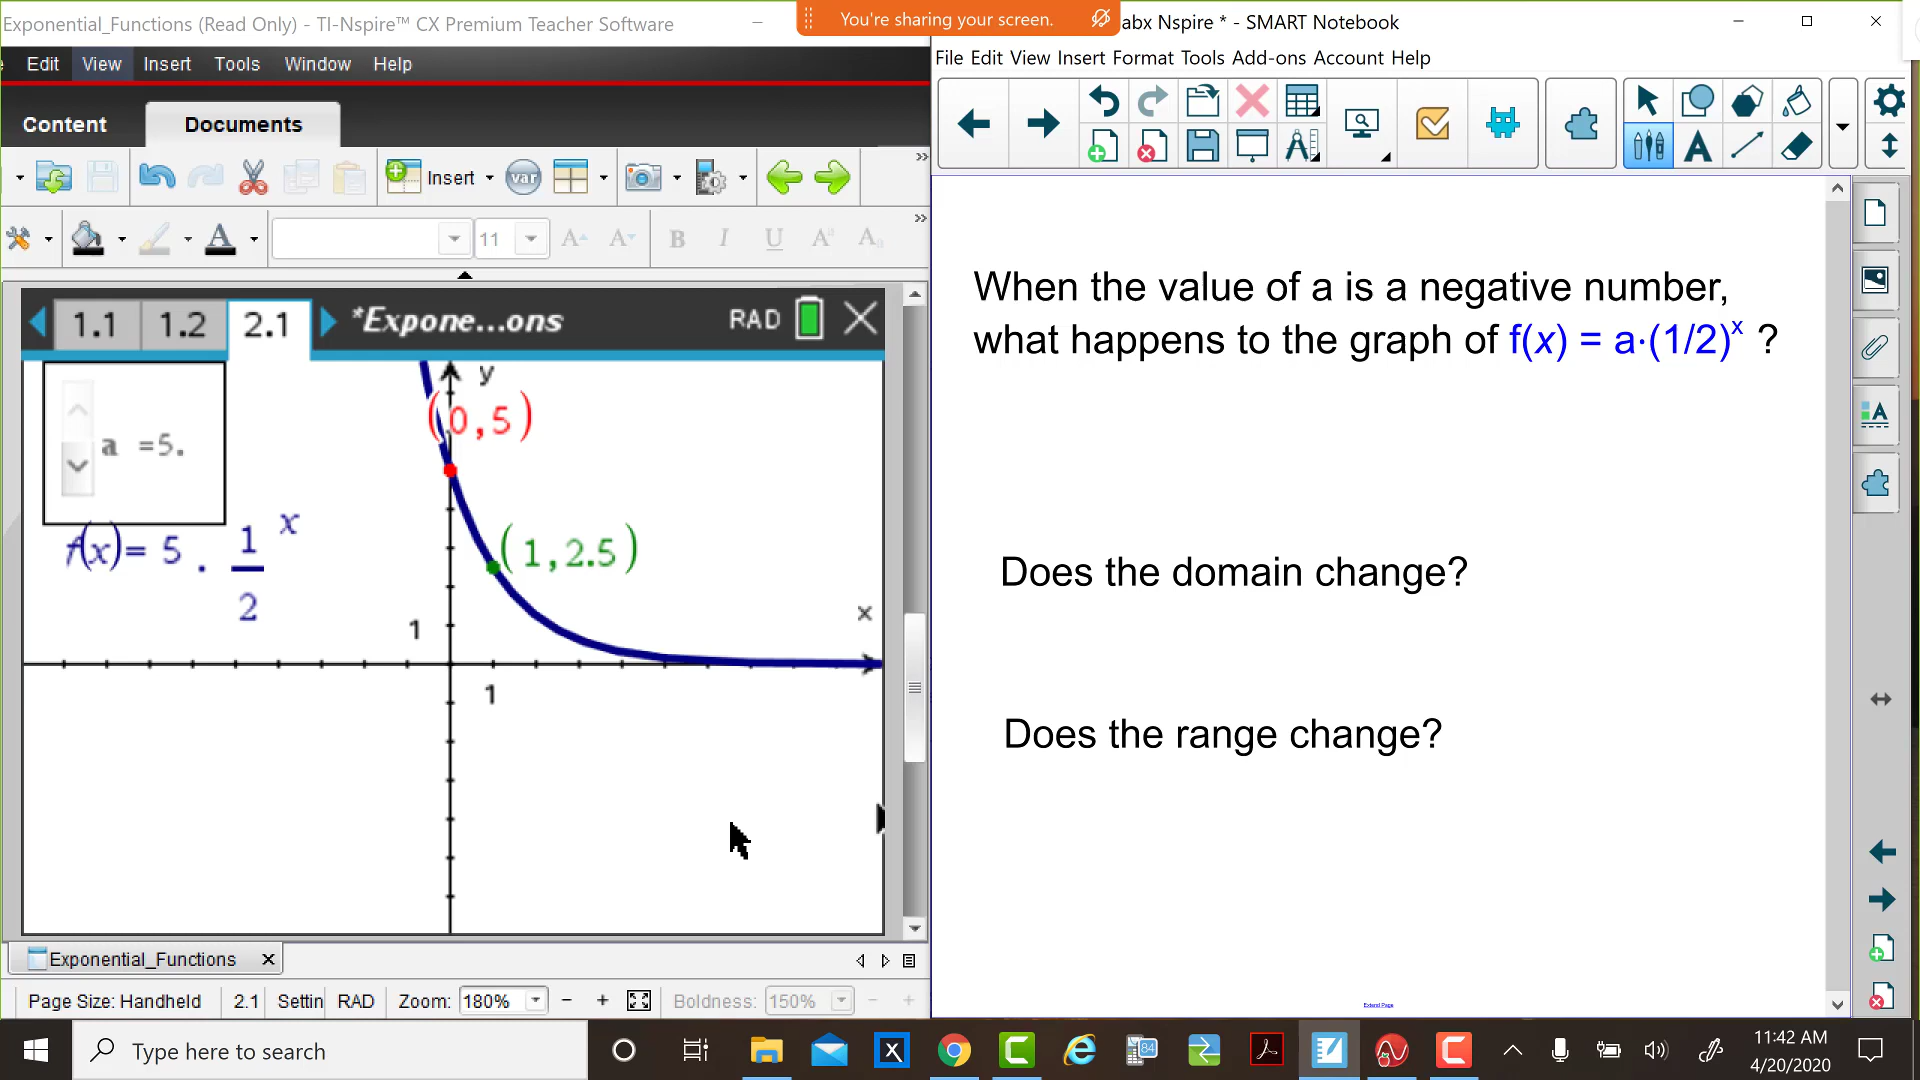 Exponential_Functions (Read Only) - TI-Nspire™ CX Premium Teacher Software
You're sharing your screen.
abx Nspire * - SMART Notebook
Edit View Insert Tools Window Help
File Edit View Insert Format Tools Add-ons Account Help
Content Documents
Insert
var
11
B I U
1.1 1.2 2.1 *Expone...ons RAD
y
(0,5)
a =5.
f(x)= 5 · 1/2 x
(1,2.5)
x
1
1
When the value of a is a negative number,
what happens to the graph of f(x) = a·(1/2)^x ?
Does the domain change?
Does the range change?
Extend Page
Exponential_Functions
Page Size: Handheld 2.1 Settin RAD Zoom: 180% - + Boldness: 150% - +
Type here to search
84
11:42 AM
4/20/2020